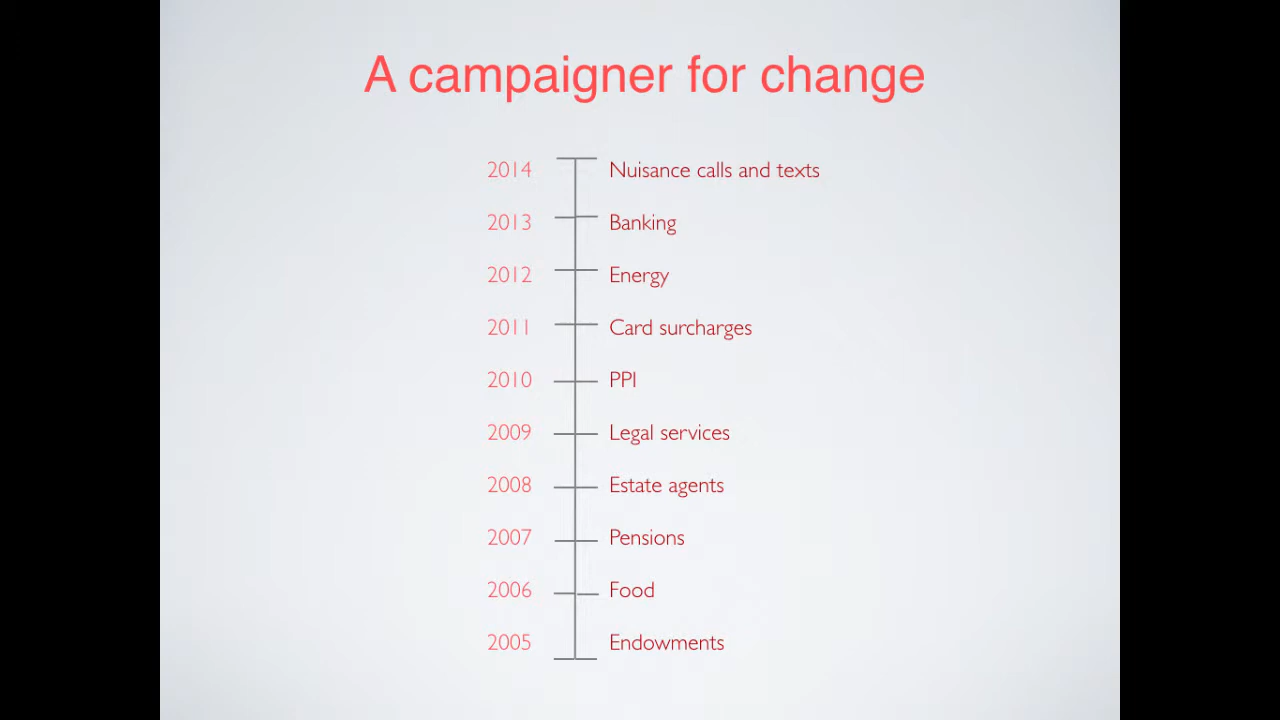 A campaigner for change
2014 Nuisance calls and texts
2013 Banking
2012 Energy
2011 Card surcharges
2010 PPI
2009 Legal services
2008 Estate agents
2007 Pensions
2006 Food
2005 Endowments